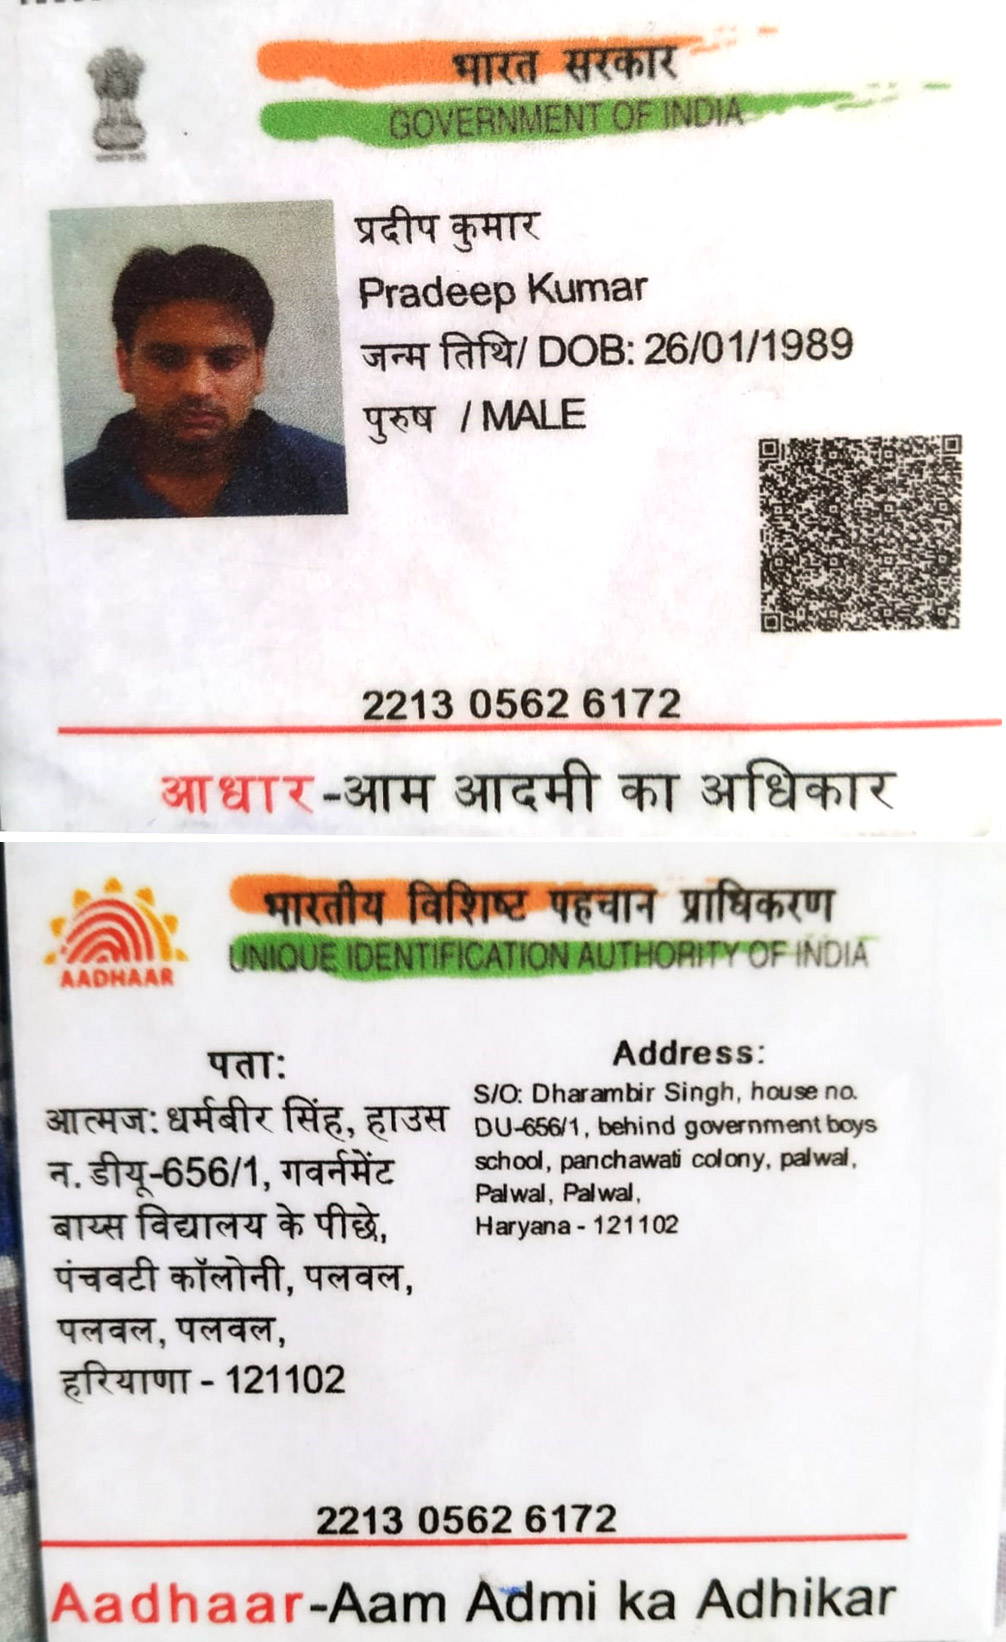 भारत सरकार
GOVERNMENT OF INDIA
प्रदीप कुमार
Pradeep Kumar
जन्म तिथि/ DOB: 26/01/1989
पुरुष / MALE
2213 0562 6172
आधार-आम आदमी का अधिकार
भारतीय विशिष्ट पहचान प्राधिकरण
UNIQUE IDENTIFICATION AUTHORITY OF INDIA
AADHAAR
पता:
आत्मज: धर्मबीर सिंह, हाउस
न. डीयू-656/1, गवर्नमेंट
बाय्स विद्यालय के पीछे,
पंचवटी कॉलोनी, पलवल,
पलवल, पलवल,
हरियाणा - 121102
Address:
S/O: Dharambir Singh, house no.
DU-656/1, behind government boys
school, panchawati colony, palwal,
Palwal, Palwal,
Haryana - 121102
2213 0562 6172
Aadhaar-Aam Admi ka Adhikar